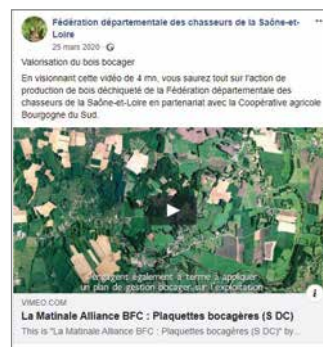 Fédération départementale des chasseurs de la Saône-et-
Loire
25 mars 2020
Valorisation du bois bocager
En visionnant cette vidéo de 4 mn, vous saurez tout sur l'action de
production de bois déchiqueté de la Fédération départementale des
chasseurs de la Saône-et-Loire en partenariat avec la Coopérative agricole
Bourgogne du Sud.
engagent également à terme à appliquer
un plan de gestion bocager sur l'exploitation
VIMEO.COM
La Matinale Alliance BFC : Plaquettes bocagères (S DC)
This is "La Matinale Alliance BFC : Plaquettes bocagères (S DC)" by...